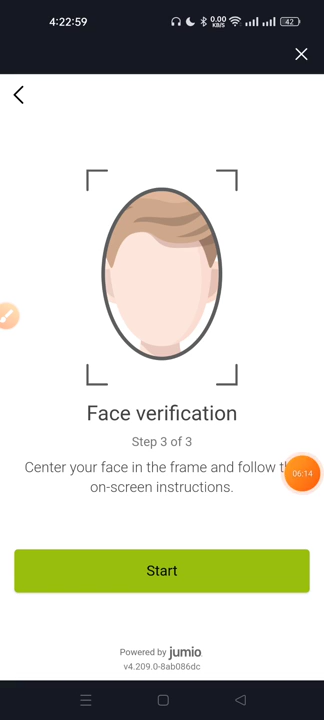 4:22:59
0.00
KB/S
42
Face verification
Step 3 of 3
Center your face in the frame and follow
on-screen instructions.
06:14
Start
Powered by jumio.
v4.209.0-8ab086dc